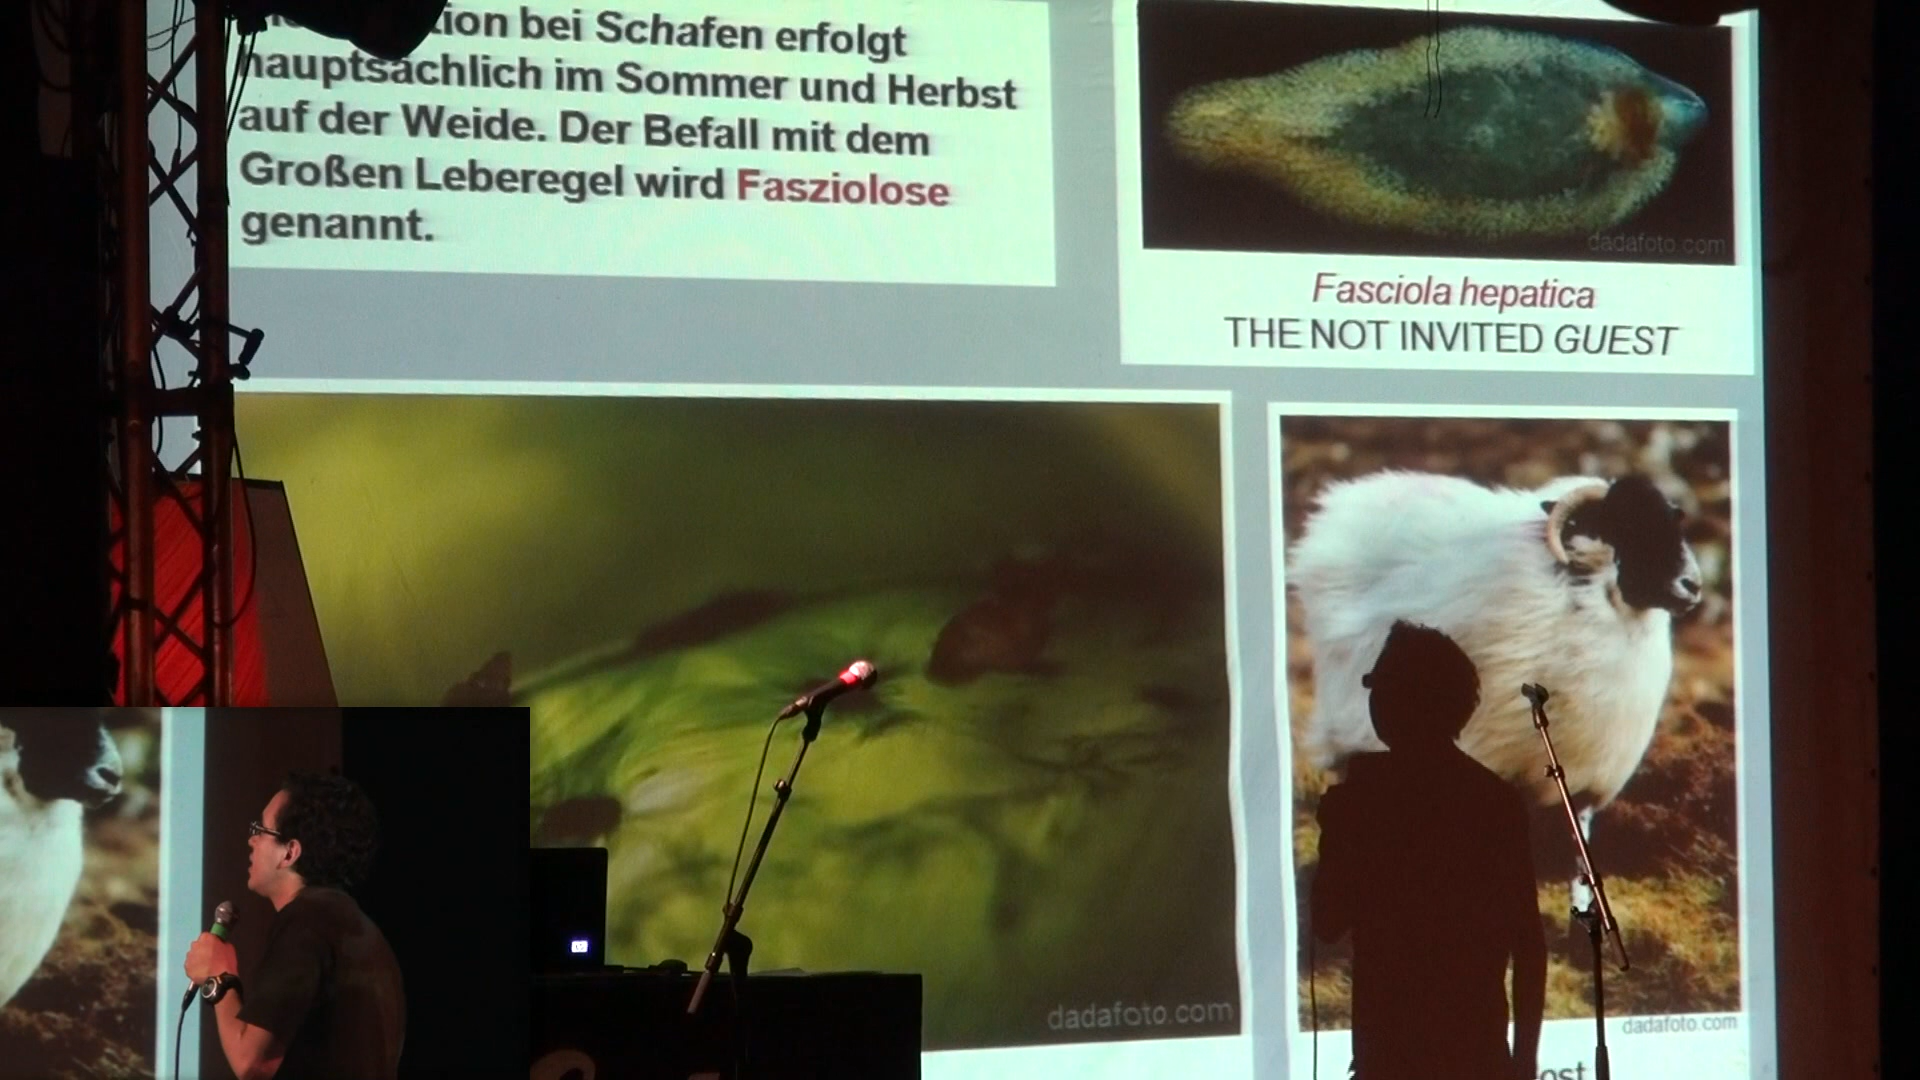 bei Schafen erfolgt
hauptsächlich im Sommer und Herbst
auf der Weide. Der Befall mit dem
Großen Leberegel wird Fasziolose
genannt.
dadafoto.com
Fasciola hepatica
THE NOT INVITED GUEST
dadafoto.com
dadafoto.com